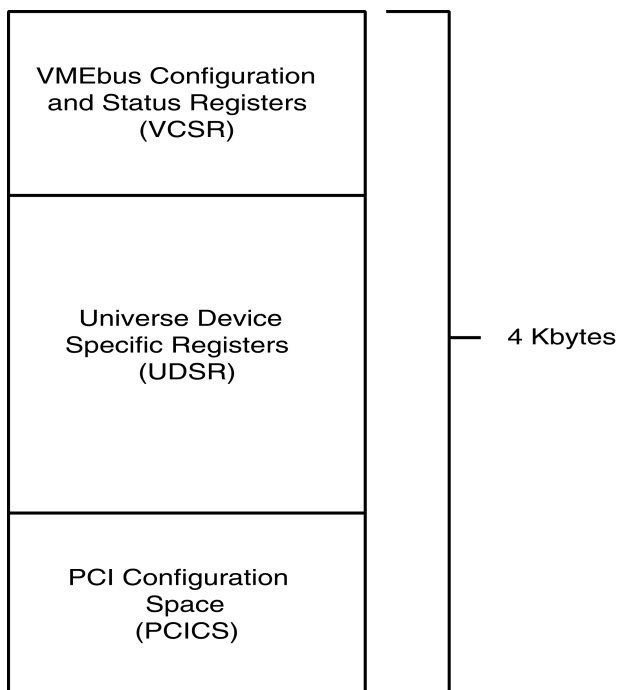 VMEbus Configuration
and Status Registers
(VCSR)
Universe Device
Specific Registers
(UDSR)
4 Kbytes
PCI Configuration
Space
(PCICS)